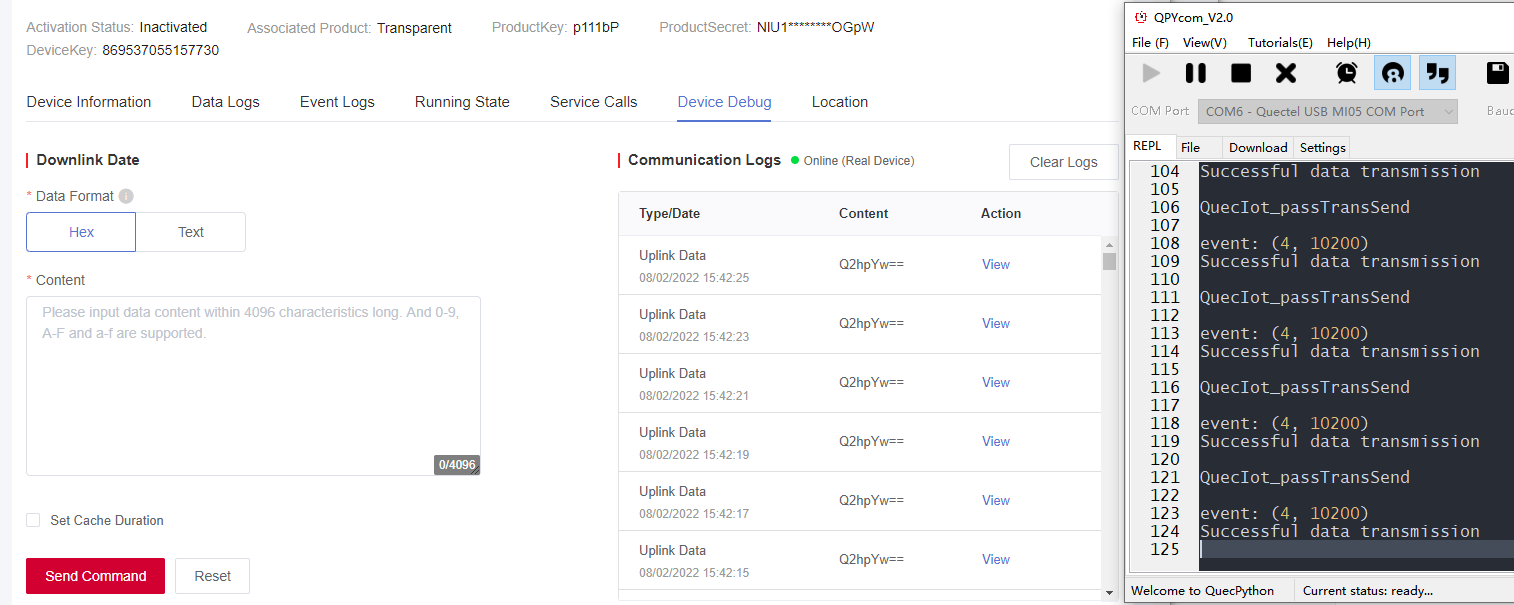 Activation Status: Inactivated Associated Product: Transparent ProductKey: p111bP ProductSecret: NIU1********OGpW
DeviceKey: 869537055157730
Device Information Data Logs Event Logs Running State Service Calls Device Debug Location
Downlink Date
* Data Format
Hex Text
* Content
Please input data content within 4096 characteristics long. And 0-9,
A-F and a-f are supported.
0/4096
Set Cache Duration
Send Command Reset
Communication Logs Online (Real Device) Clear Logs
Type/Date Content Action
Uplink Data
08/02/2022 15:42:25
Q2hpYw== View
Uplink Data
08/02/2022 15:42:23
Q2hpYw== View
Uplink Data
08/02/2022 15:42:21
Q2hpYw== View
Uplink Data
08/02/2022 15:42:19
Q2hpYw== View
Uplink Data
08/02/2022 15:42:17
Q2hpYw== View
Uplink Data
08/02/2022 15:42:15
Q2hpYw== View
QPYcom_V2.0
File (F) View(V) Tutorials(E) Help(H)
COM Port COM6 - Quectel USB MI05 COM Port
REPL File Download Settings
104 Successful data transmission
105
106 QuecIot_passTransSend
107
108 event: (4, 10200)
109 Successful data transmission
110
111 QuecIot_passTransSend
112
113 event: (4, 10200)
114 Successful data transmission
115
116 QuecIot_passTransSend
117
118 event: (4, 10200)
119 Successful data transmission
120
121 QuecIot_passTransSend
122
123 event: (4, 10200)
124 Successful data transmission
125
Welcome to QuecPython Current status: ready...